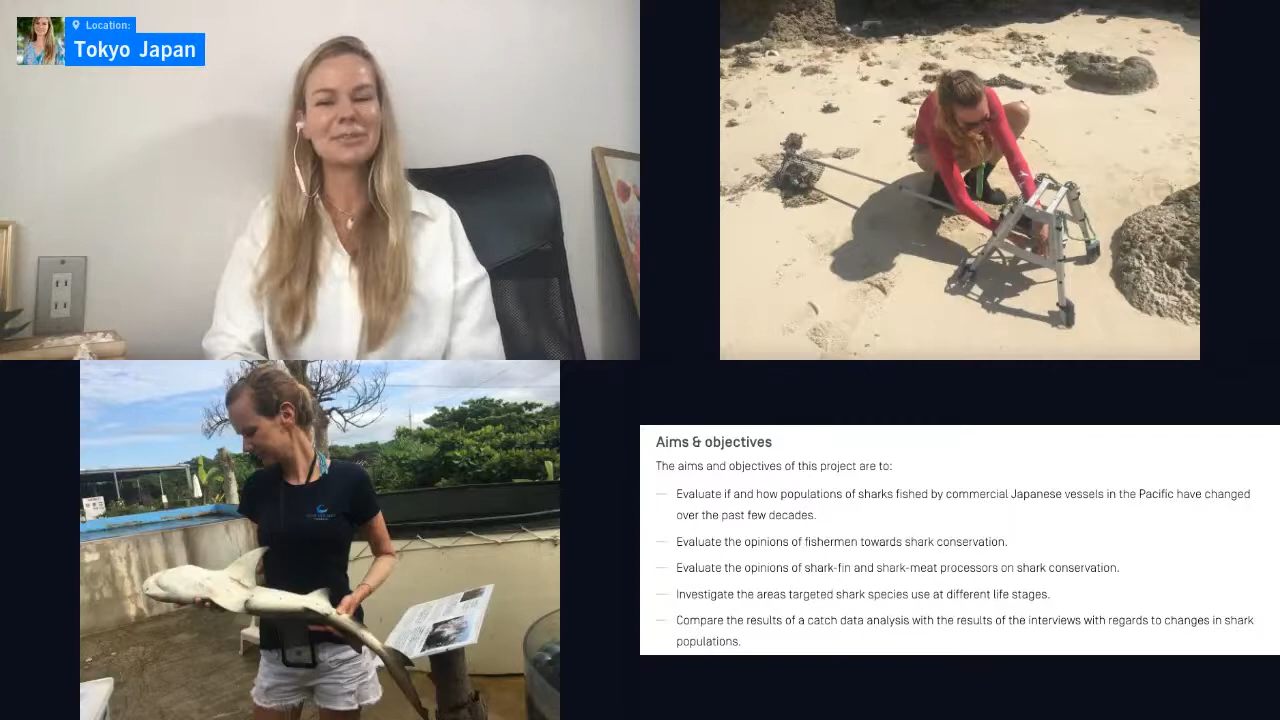 Location:
Tokyo Japan
Aims & objectives
The aims and objectives of this project are to:
Evaluate if and how populations of sharks fished by commercial Japanese vessels in the Pacific have changed
over the past few decades.
Evaluate the opinions of fishermen towards shark conservation.
Evaluate the opinions of shark-fin and shark-meat processors on shark conservation.
Investigate the areas targeted shark species use at different life stages.
Compare the results of a catch data analysis with the results of the interviews with regards to changes in shark
populations.